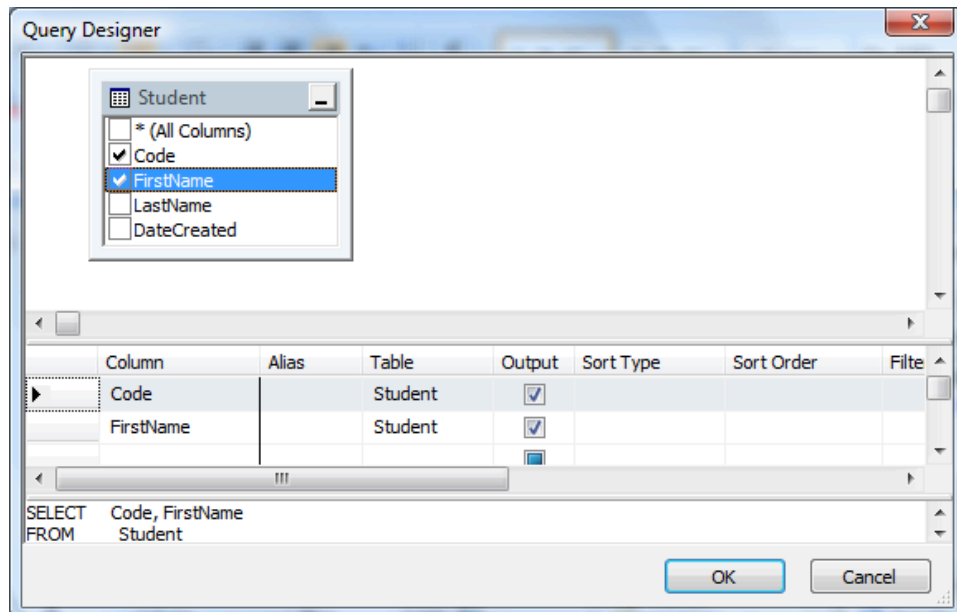 Query Designer
Student
* (All Columns)
Code
FirstName
LastName
DateCreated
Column Alias Table Output Sort Type Sort Order Filte
Code Student
FirstName Student
SELECT Code, FirstName
FROM Student
OK Cancel